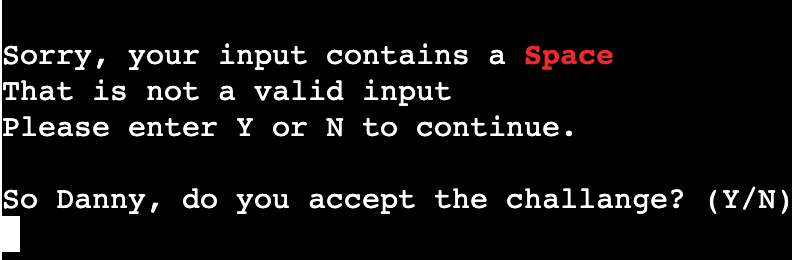 Sorry, your input contains a Space
That is not a valid input
Please enter Y or N to continue.
So Danny, do you accept the challange? (Y/N)